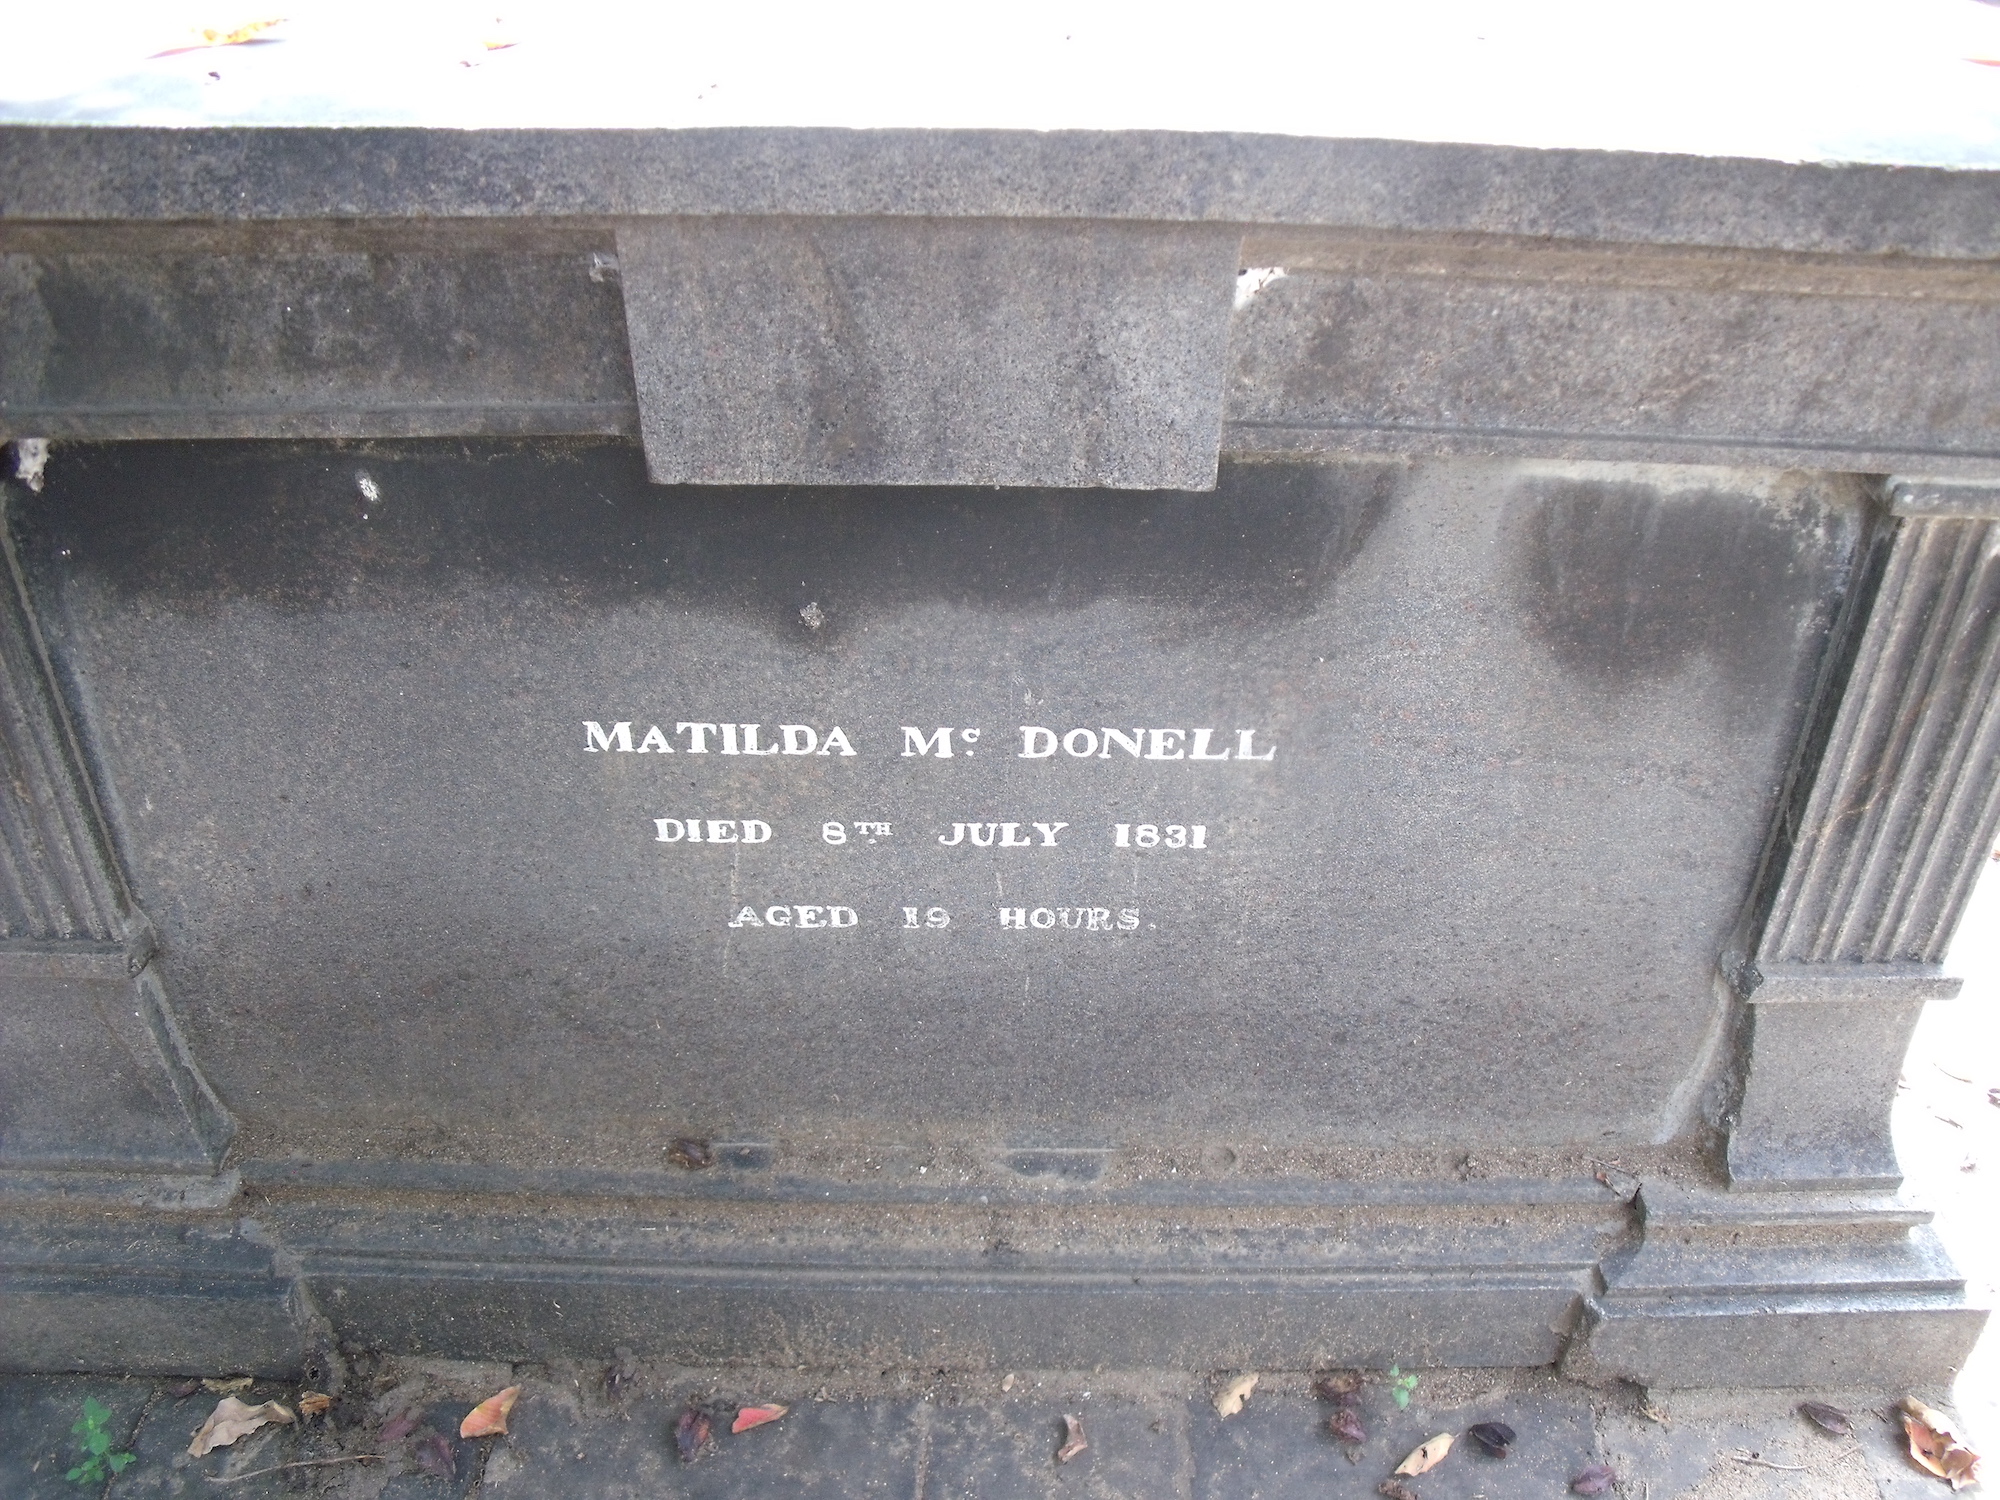 MATILDA Mc. DONELL
DIED 8TH JULY 1831
AGED 19 HOURS.